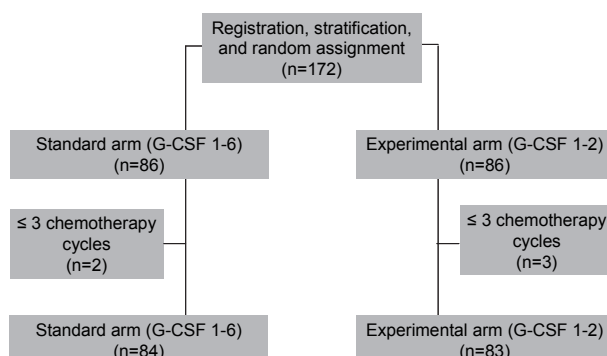 Registration, stratification,
and random assignment
(n=172)
Standard arm (G-CSF 1-6)
(n=86)
Experimental arm (G-CSF 1-2)
(n=86)
≤ 3 chemotherapy
cycles
(n=2)
≤ 3 chemotherapy
cycles
(n=3)
Standard arm (G-CSF 1-6)
(n=84)
Experimental arm (G-CSF 1-2)
(n=83)